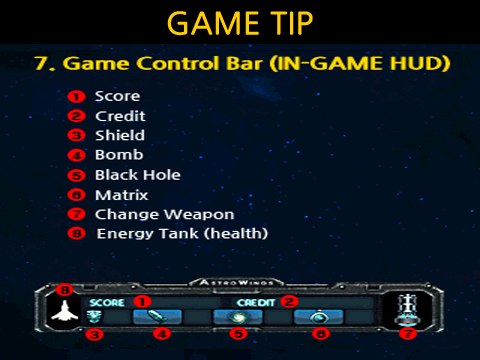 GAME TIP
7. Game Control Bar (IN-GAME HUD)
1 Score
2 Credit
3 Shield
4 Bomb
5 Black Hole
6 Matrix
7 Change Weapon
8 Energy Tank (health)
ASTROWINGS
8 SCORE 1 CREDIT 2
3 4 5 6 7